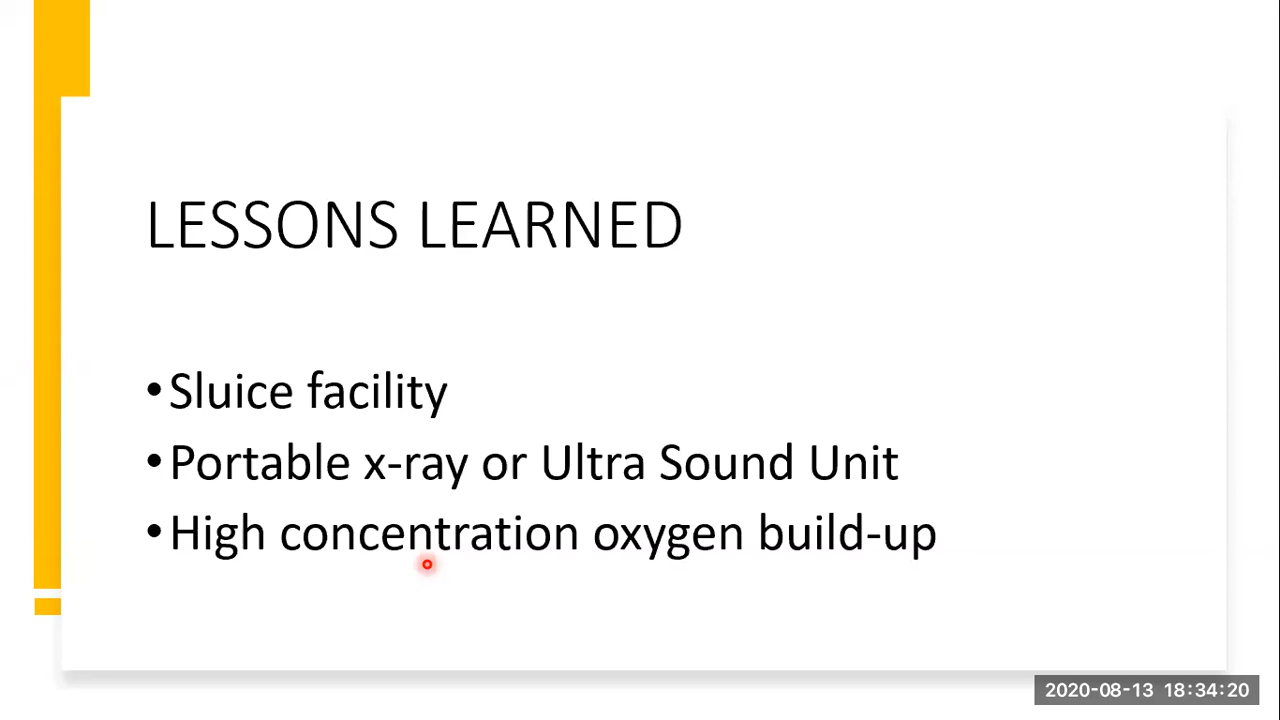 LESSONS LEARNED
•Sluice facility
•Portable x-ray or Ultra Sound Unit
•High concentration oxygen build-up
2020-08-13 18:34:20